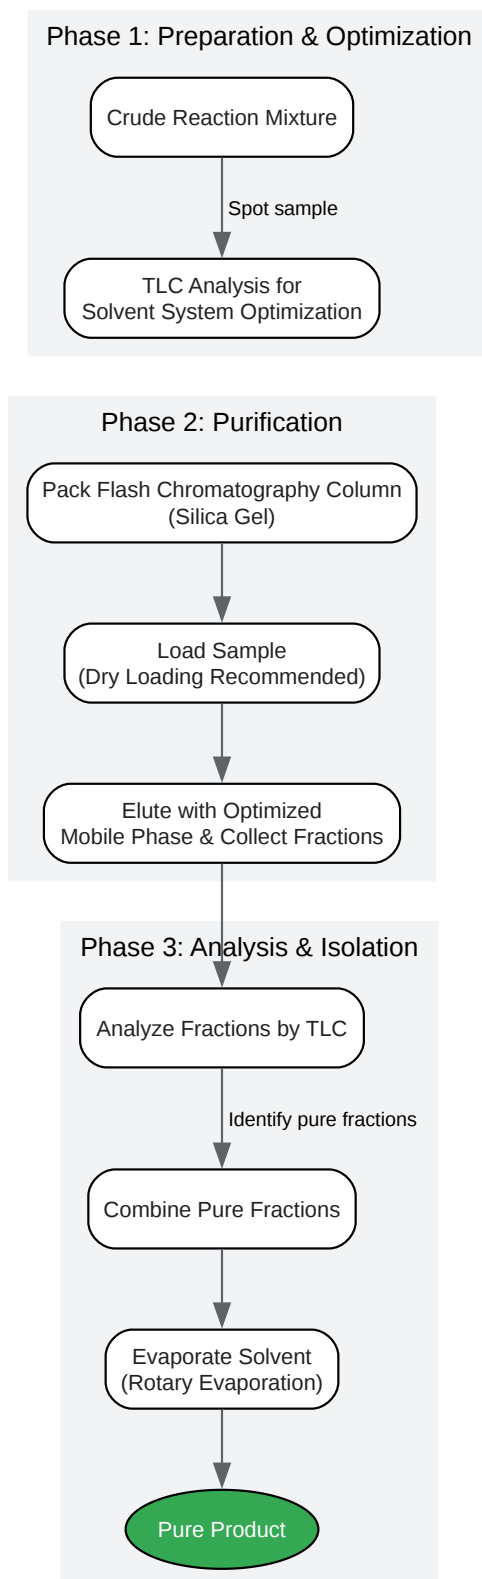 Phase 1: Preparation & Optimization
Crude Reaction Mixture
Spot sample
TLC Analysis for
Solvent System Optimization
Phase 2: Purification
Pack Flash Chromatography Column
(Silica Gel)
Load Sample
(Dry Loading Recommended)
Elute with Optimized
Mobile Phase & Collect Fractions
Phase 3: Analysis & Isolation
Analyze Fractions by TLC
Identify pure fractions
Combine Pure Fractions
Evaporate Solvent
(Rotary Evaporation)
Pure Product